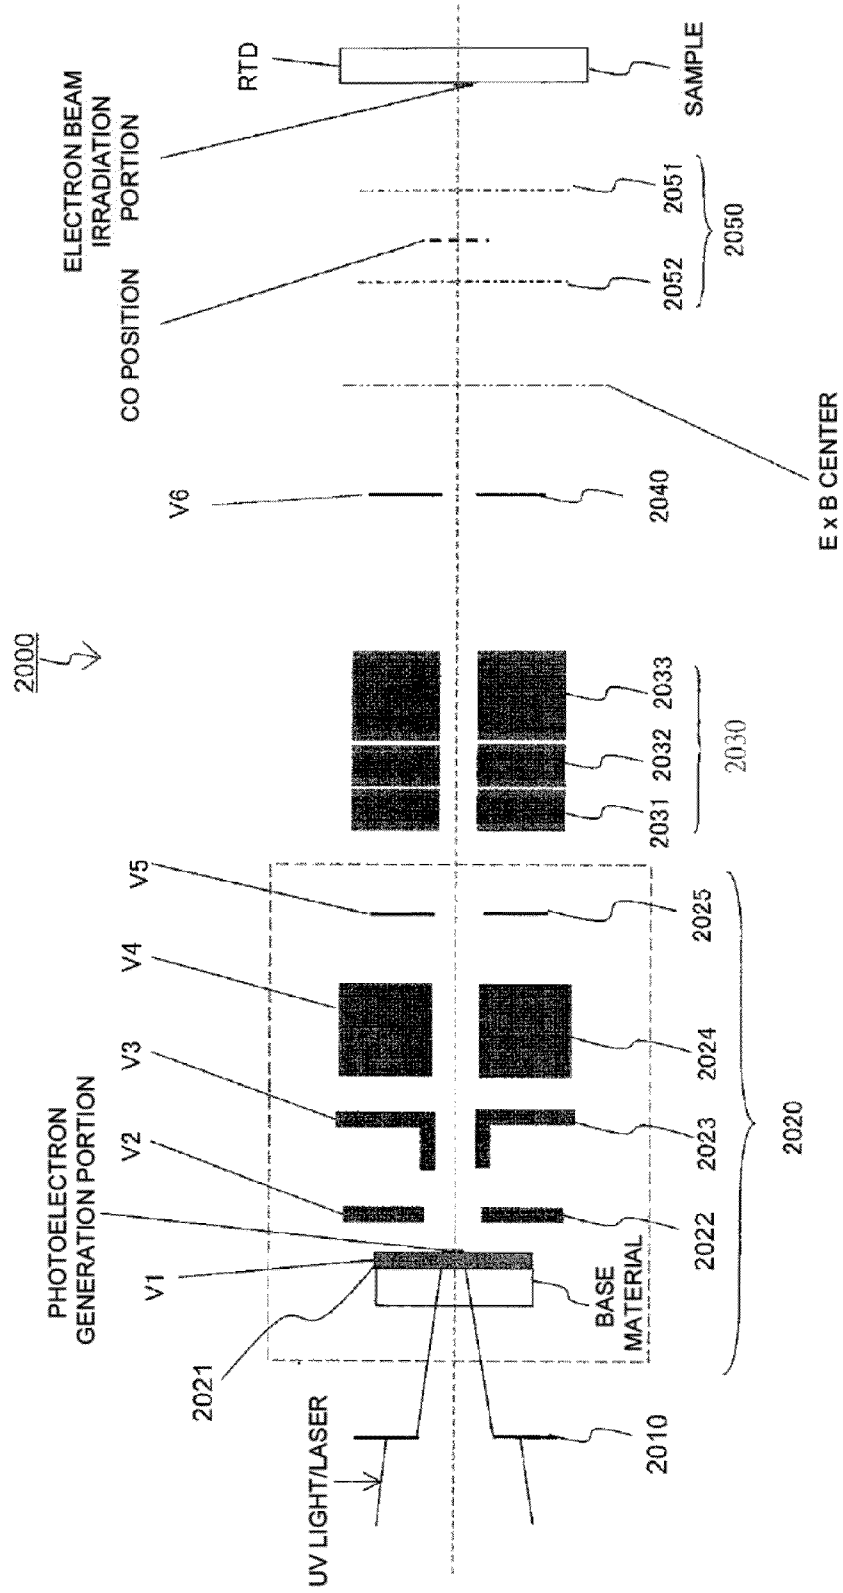 2000
UV LIGHT/LASER
2021
V1
PHOTOELECTRON
GENERATION PORTION
V2
V3
V4
V5
V6
CO POSITION
ELECTRON BEAM
IRRADIATION
PORTION
RTD
2010
BASE
MATERIAL
2022
2023
2024
2025
2020
2031
2032
2033
2030
2040
E x B CENTER
2052
2051
2050
SAMPLE